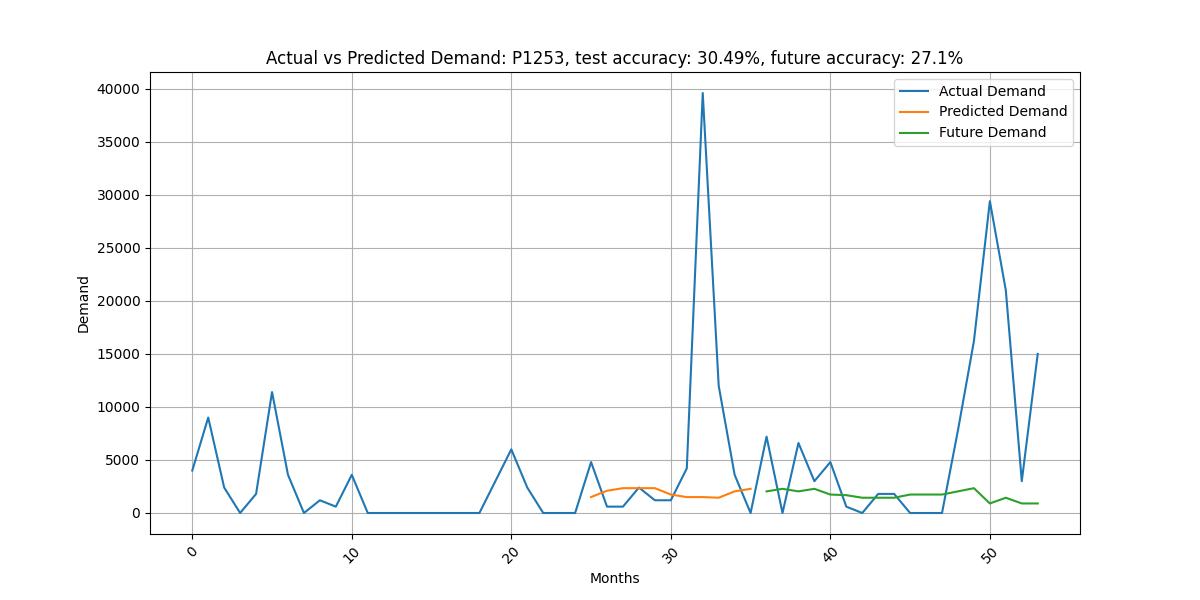 Actual vs Predicted Demand: P1253, test accuracy: 30.49%, future accuracy: 27.1%
Actual Demand
Predicted Demand
Future Demand
40000
35000
30000
25000
20000
15000
10000
5000
0
Demand
0
10
20
30
40
50
Months